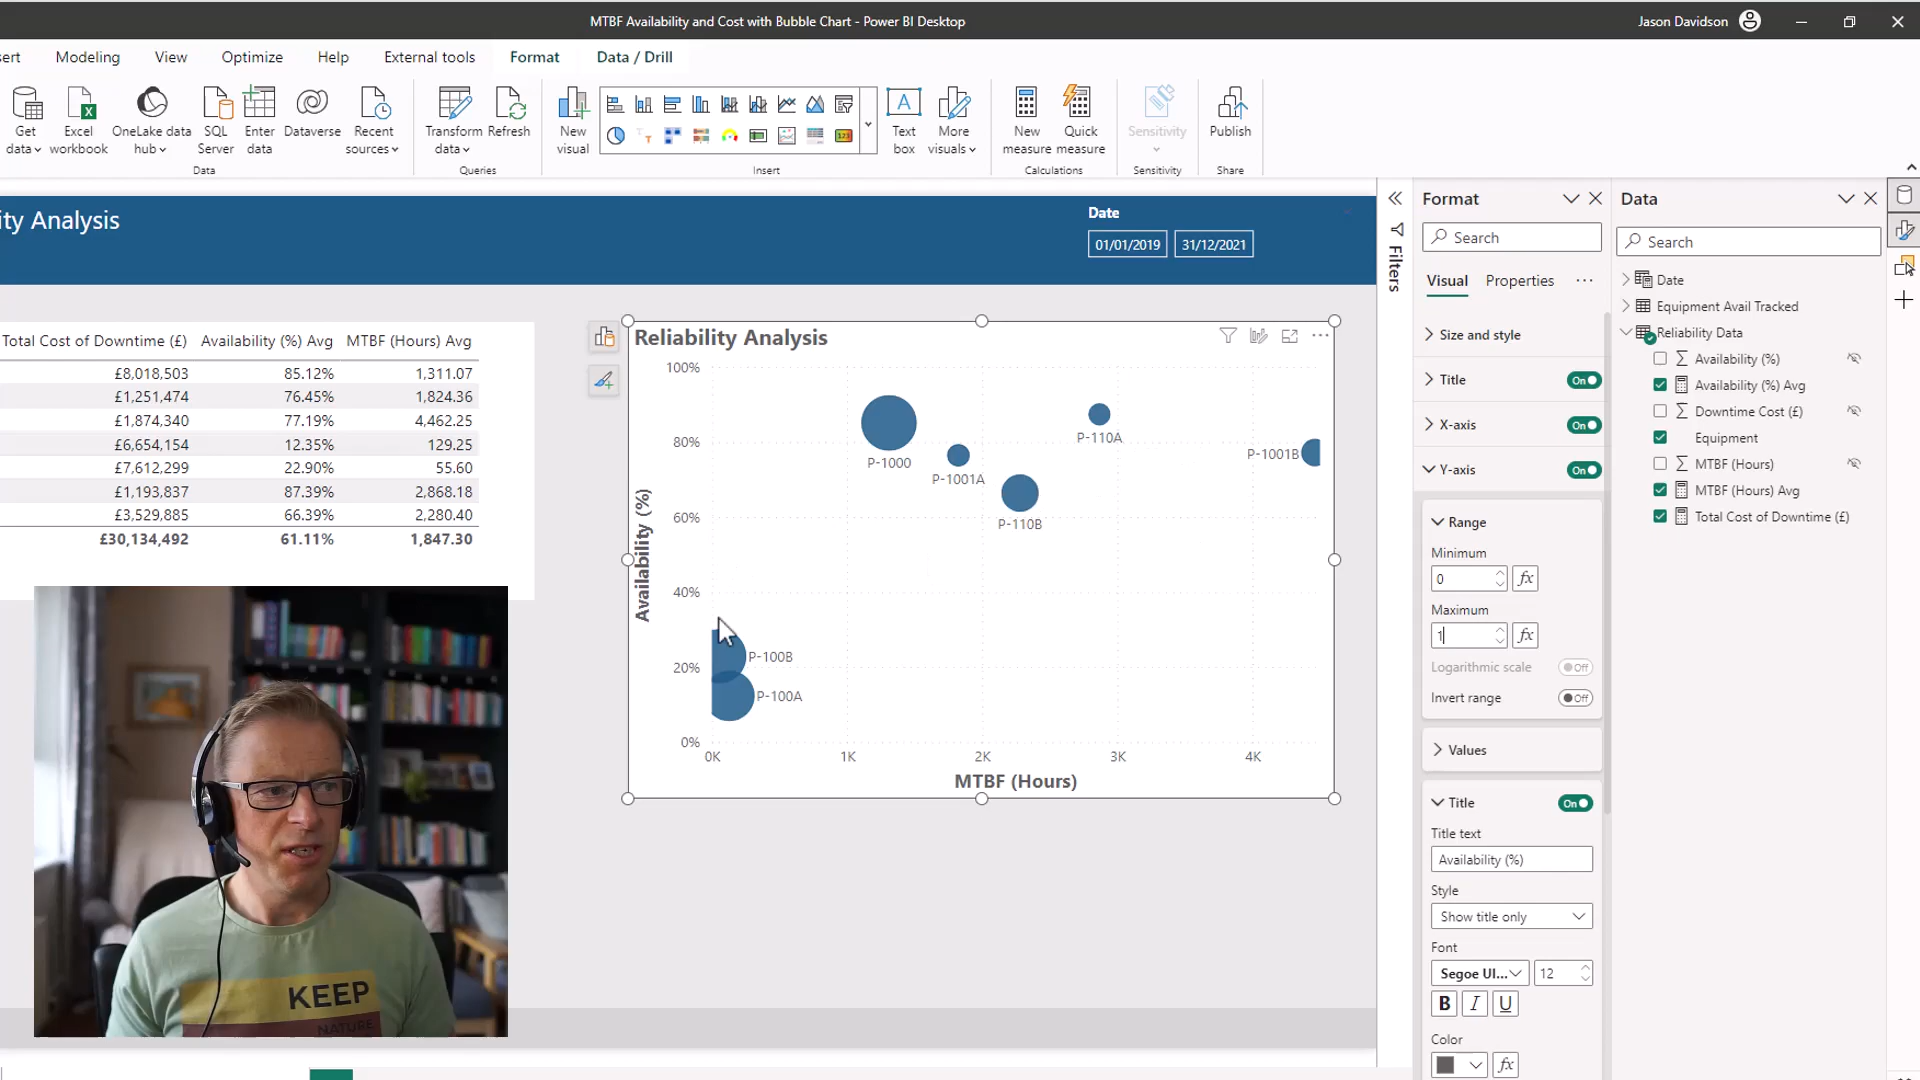 MTBF Availability and Cost with Bubble Chart - Power BI Desktop
Jason Davidson
ert Modeling View Optimize Help External tools Format Data / Drill
Get data
Excel workbook
OneLake data hub
SQL Server
Enter data
Dataverse
Recent sources
Transform data
Refresh
New visual
Text box
More visuals
New measure
Quick measure
Sensitivity
Publish
Data
Queries
Insert
Calculations
Sensitivity
Share
ity Analysis
Date
01/01/2019 31/12/2021
Total Cost of Downtime (£) Availability (%) Avg MTBF (Hours) Avg
£8,018,503 85.12% 1,311.07
£1,251,474 76.45% 1,824.36
£1,874,340 77.19% 4,462.25
£6,654,154 12.35% 129.25
£7,612,299 22.90% 55.60
£1,193,837 87.39% 2,868.18
£3,529,885 66.39% 2,280.40
£30,134,492 61.11% 1,847.30
Reliability Analysis
100%
80%
60%
40%
20%
0%
Availability (%)
P-1000
P-1001A
P-110A
P-110B
P-1001B
P-100B
P-100A
0K 1K 2K 3K 4K
MTBF (Hours)
KEEP
NATURE
Filters
Format
Search
Visual Properties
Size and style
Title On
X-axis On
Y-axis On
Range
Minimum
0 fx
Maximum
1 fx
Logarithmic scale Off
Invert range Off
Values
Title On
Title text
Availability (%)
Style
Show title only
Font
Segoe UI... 12
B I U
Color
fx
Data
Search
Date
Equipment Avail Tracked
Reliability Data
Availability (%)
Availability (%) Avg
Downtime Cost (£)
Equipment
MTBF (Hours)
MTBF (Hours) Avg
Total Cost of Downtime (£)